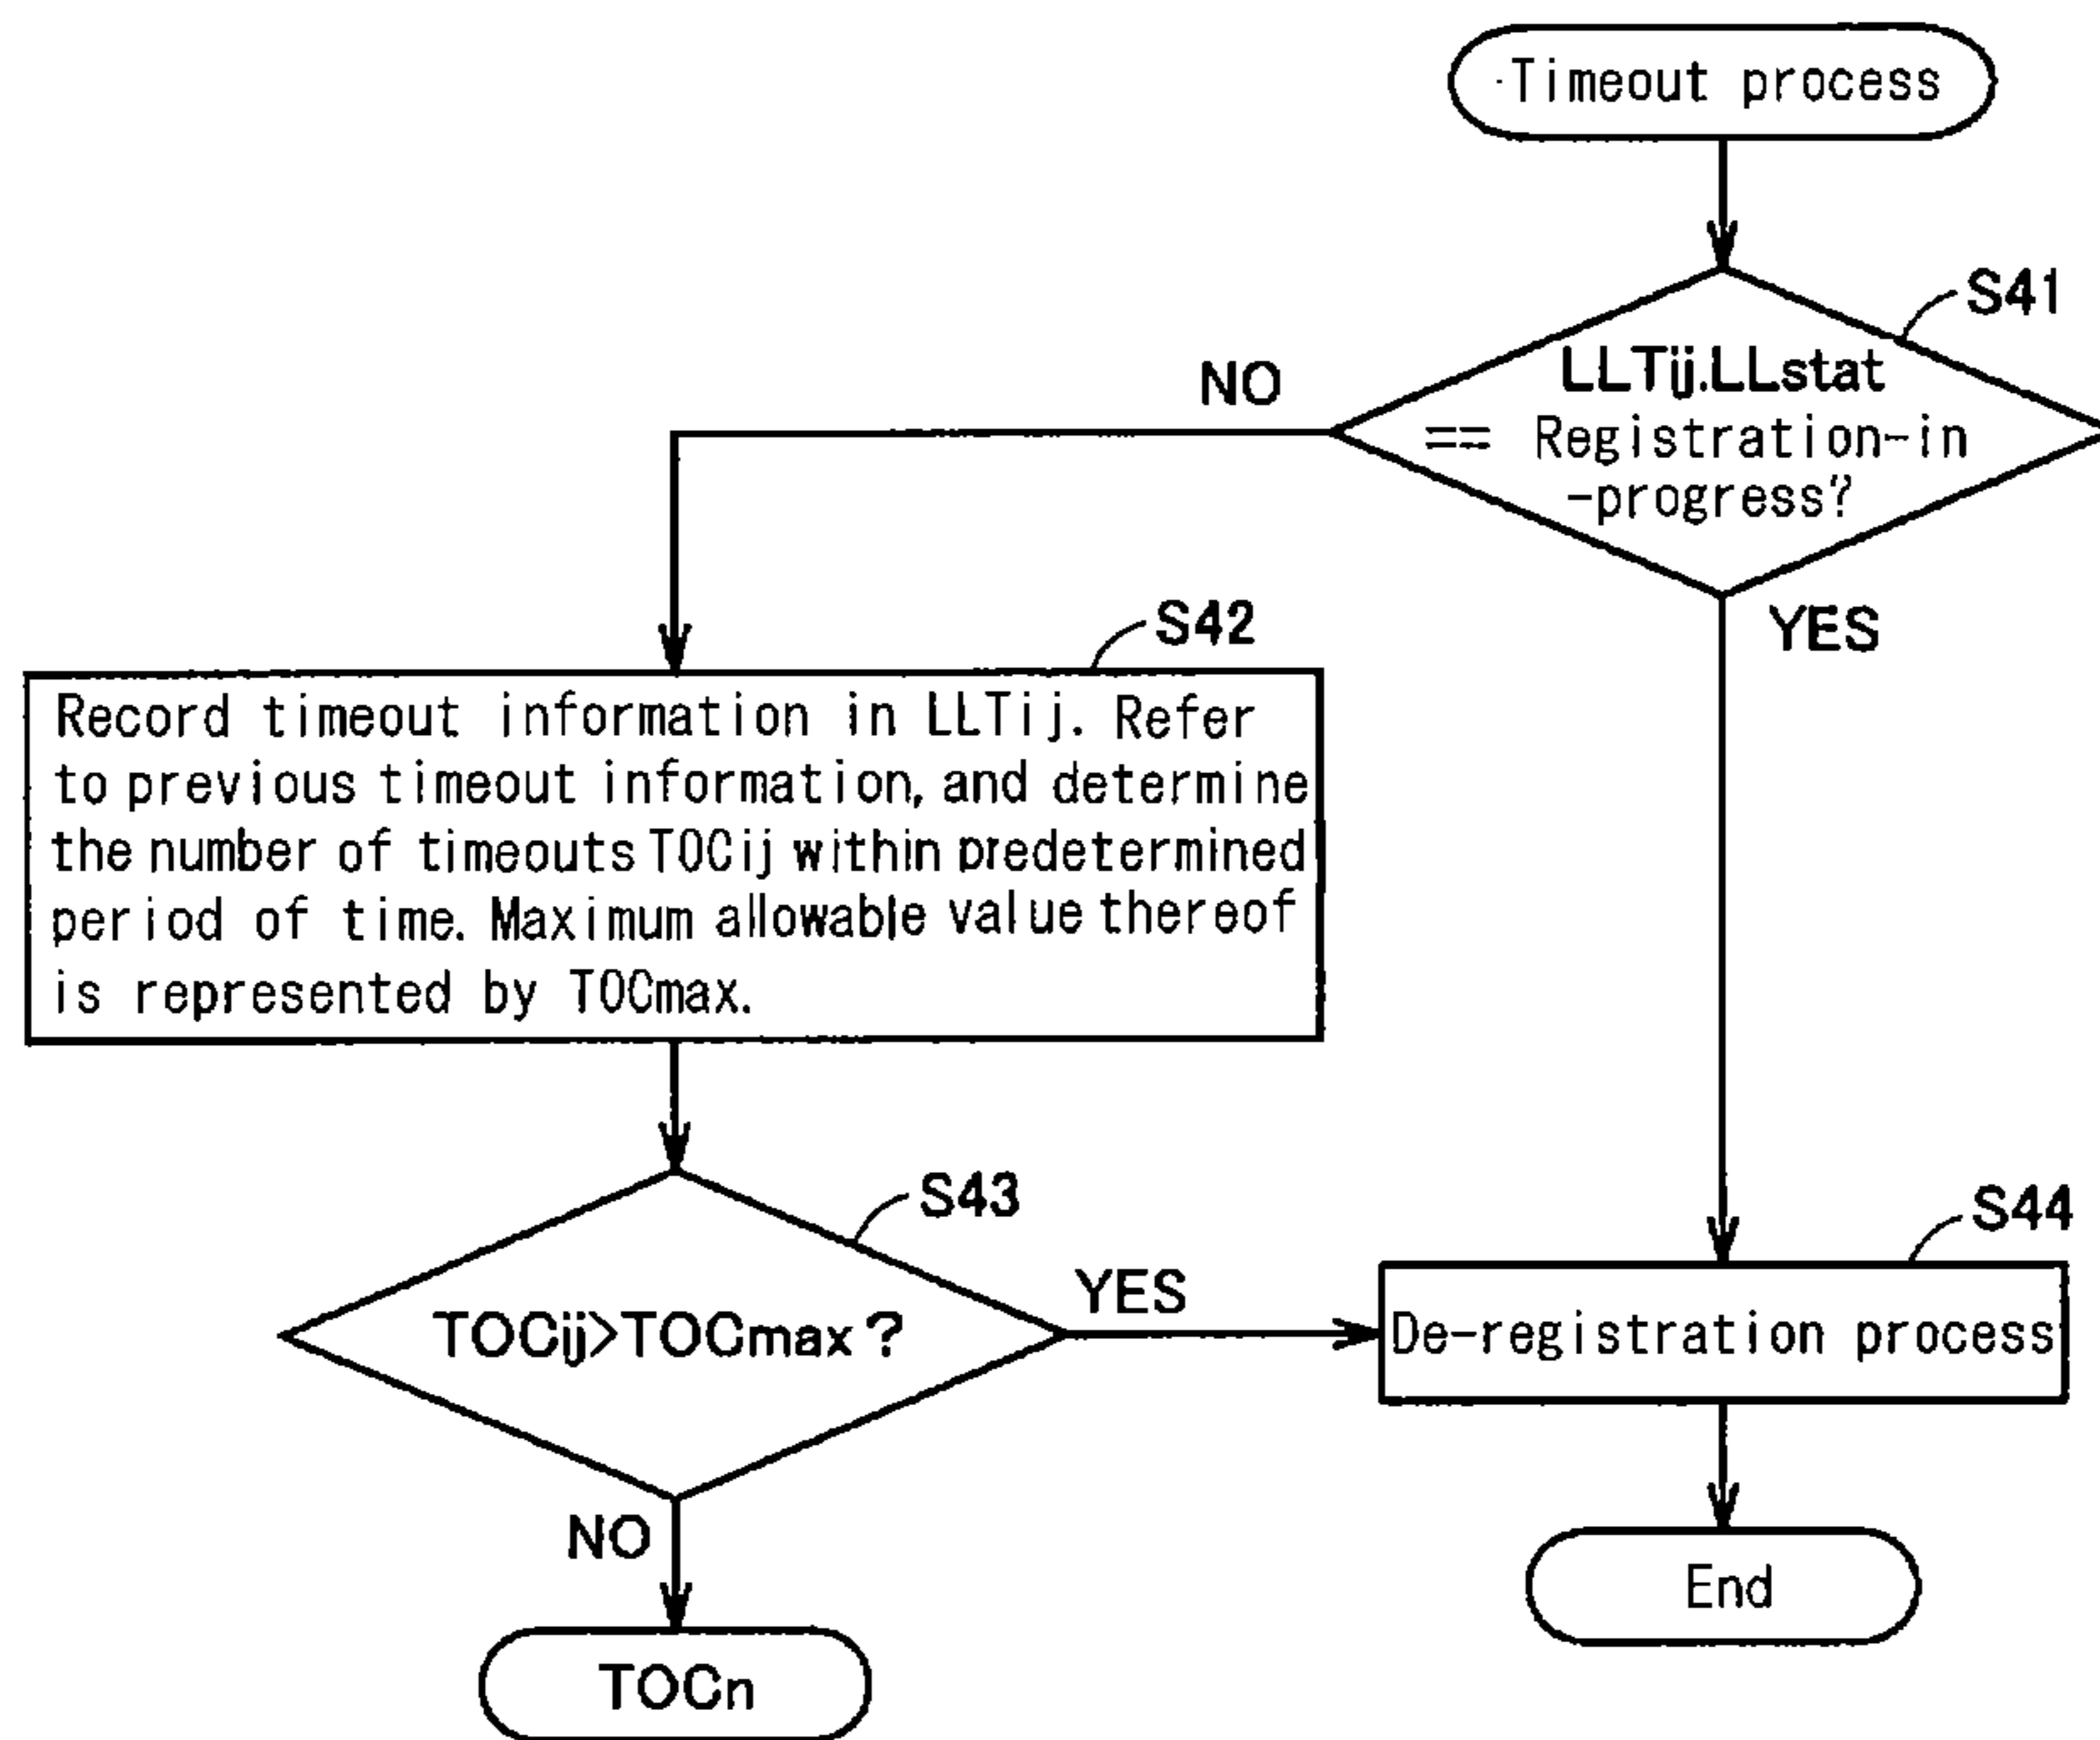 Timeout process
S41
LLTij.LLstat
== Registration-in
-progress?
NO
YES
S42
Record timeout information in LLTij. Refer
to previous timeout information, and determine
the number of timeouts TOCij within predetermined
period of time. Maximum allowable value thereof
is represented by TOCmax.
S43
TOCij>TOCmax?
YES
NO
S44
De-registration process
End
TOCn